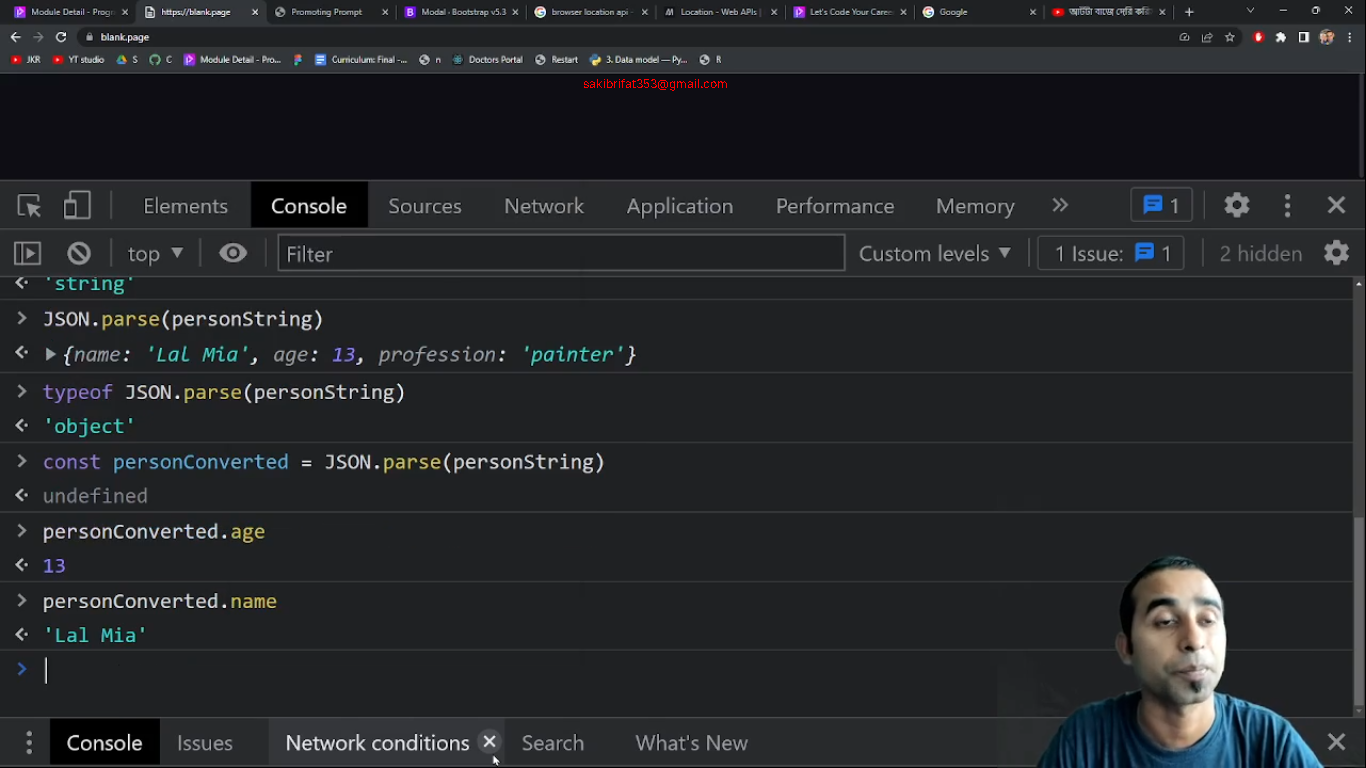 Module Detail - Progr
https://blank.page
Promoting Prompt
Modal · Bootstrap v5.3
browser location api -
Location - Web APIs |
Let's Code Your Caree
Google
আটটা বাজে দেরি করি
blank.page
JKR
YT studio
S
C
Module Detail - Pro...
Curriculum: Final -...
n
Doctors Portal
Restart
3. Data model — Py...
R
sakibrifat353@gmail.com
Elements Console Sources Network Application Performance Memory 1
top Filter Custom levels 1 Issue: 1 2 hidden
'string'
JSON.parse(personString)
{name: 'Lal Mia', age: 13, profession: 'painter'}
typeof JSON.parse(personString)
'object'
const personConverted = JSON.parse(personString)
undefined
personConverted.age
13
personConverted.name
'Lal Mia'
Console Issues Network conditions Search What's New